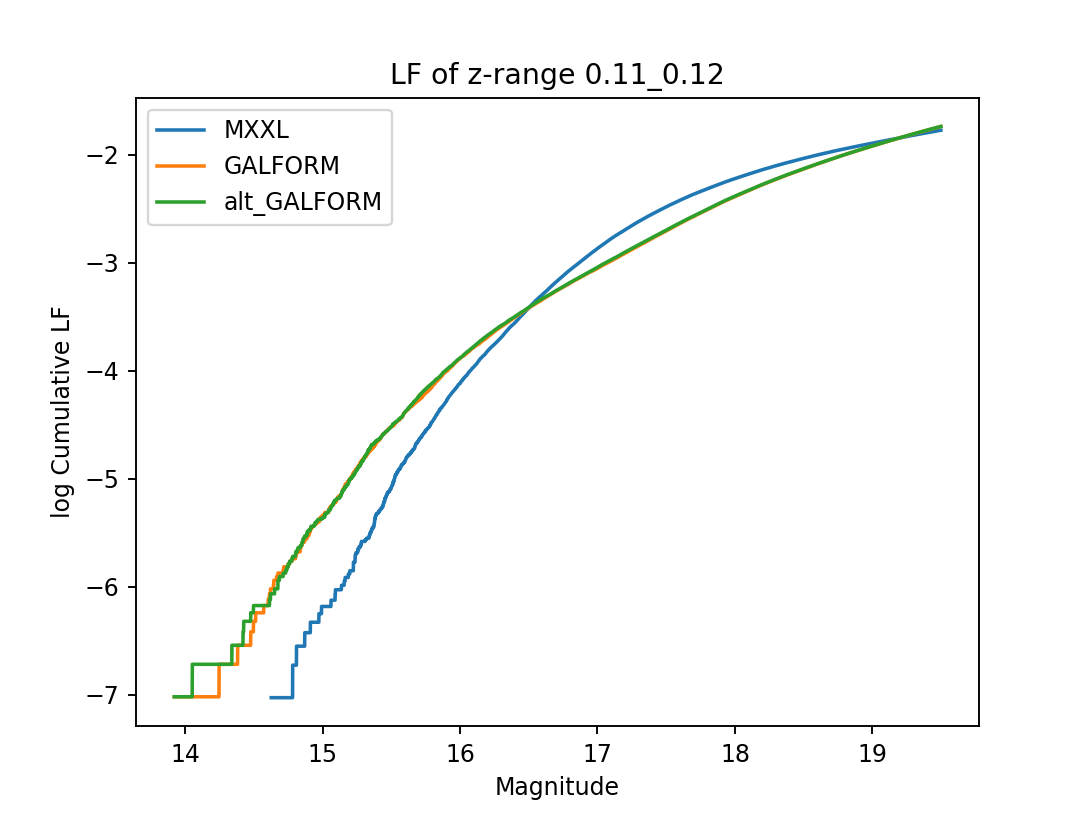 LF of z-range 0.11_0.12
MXXL
GALFORM
alt_GALFORM
log Cumulative LF
−2
−3
−4
−5
−6
−7
14 15 16 17 18 19
Magnitude